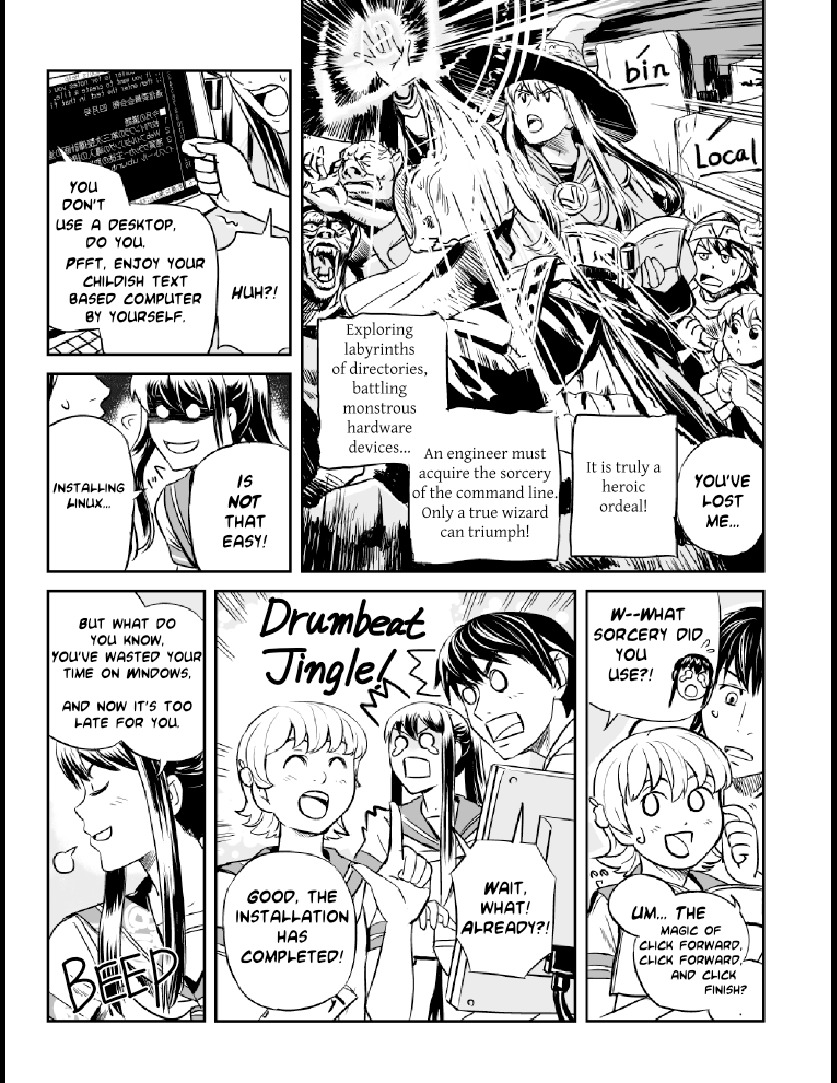 YOU
DON'T
USE A DESKTOP,
DO YOU.
PFFT, ENJOY YOUR
CHILDISH TEXT
BASED COMPUTER
BY YOURSELF.
HUH?!
bin
Local
Exploring
labyrinths
of directories,
battling
monstrous
hardware
devices...
An engineer must
acquire the sorcery
of the command line.
Only a true wizard
can triumph!
It is truly a
heroic
ordeal!
YOU'VE
LOST
ME...
INSTALLING
LINUX...
IS
NOT
THAT
EASY!
BUT WHAT DO
YOU KNOW,
YOU'VE WASTED YOUR
TIME ON WINDOWS,
AND NOW IT'S TOO
LATE FOR YOU.
BEEP
Drumbeat
Jingle!
GOOD, THE
INSTALLATION
HAS
COMPLETED!
WAIT,
WHAT!
ALREADY?!
W--WHAT
SORCERY DID
YOU
USE?!
UM... THE
MAGIC OF
CLICK FORWARD,
CLICK FORWARD,
AND CLICK
FINISH?